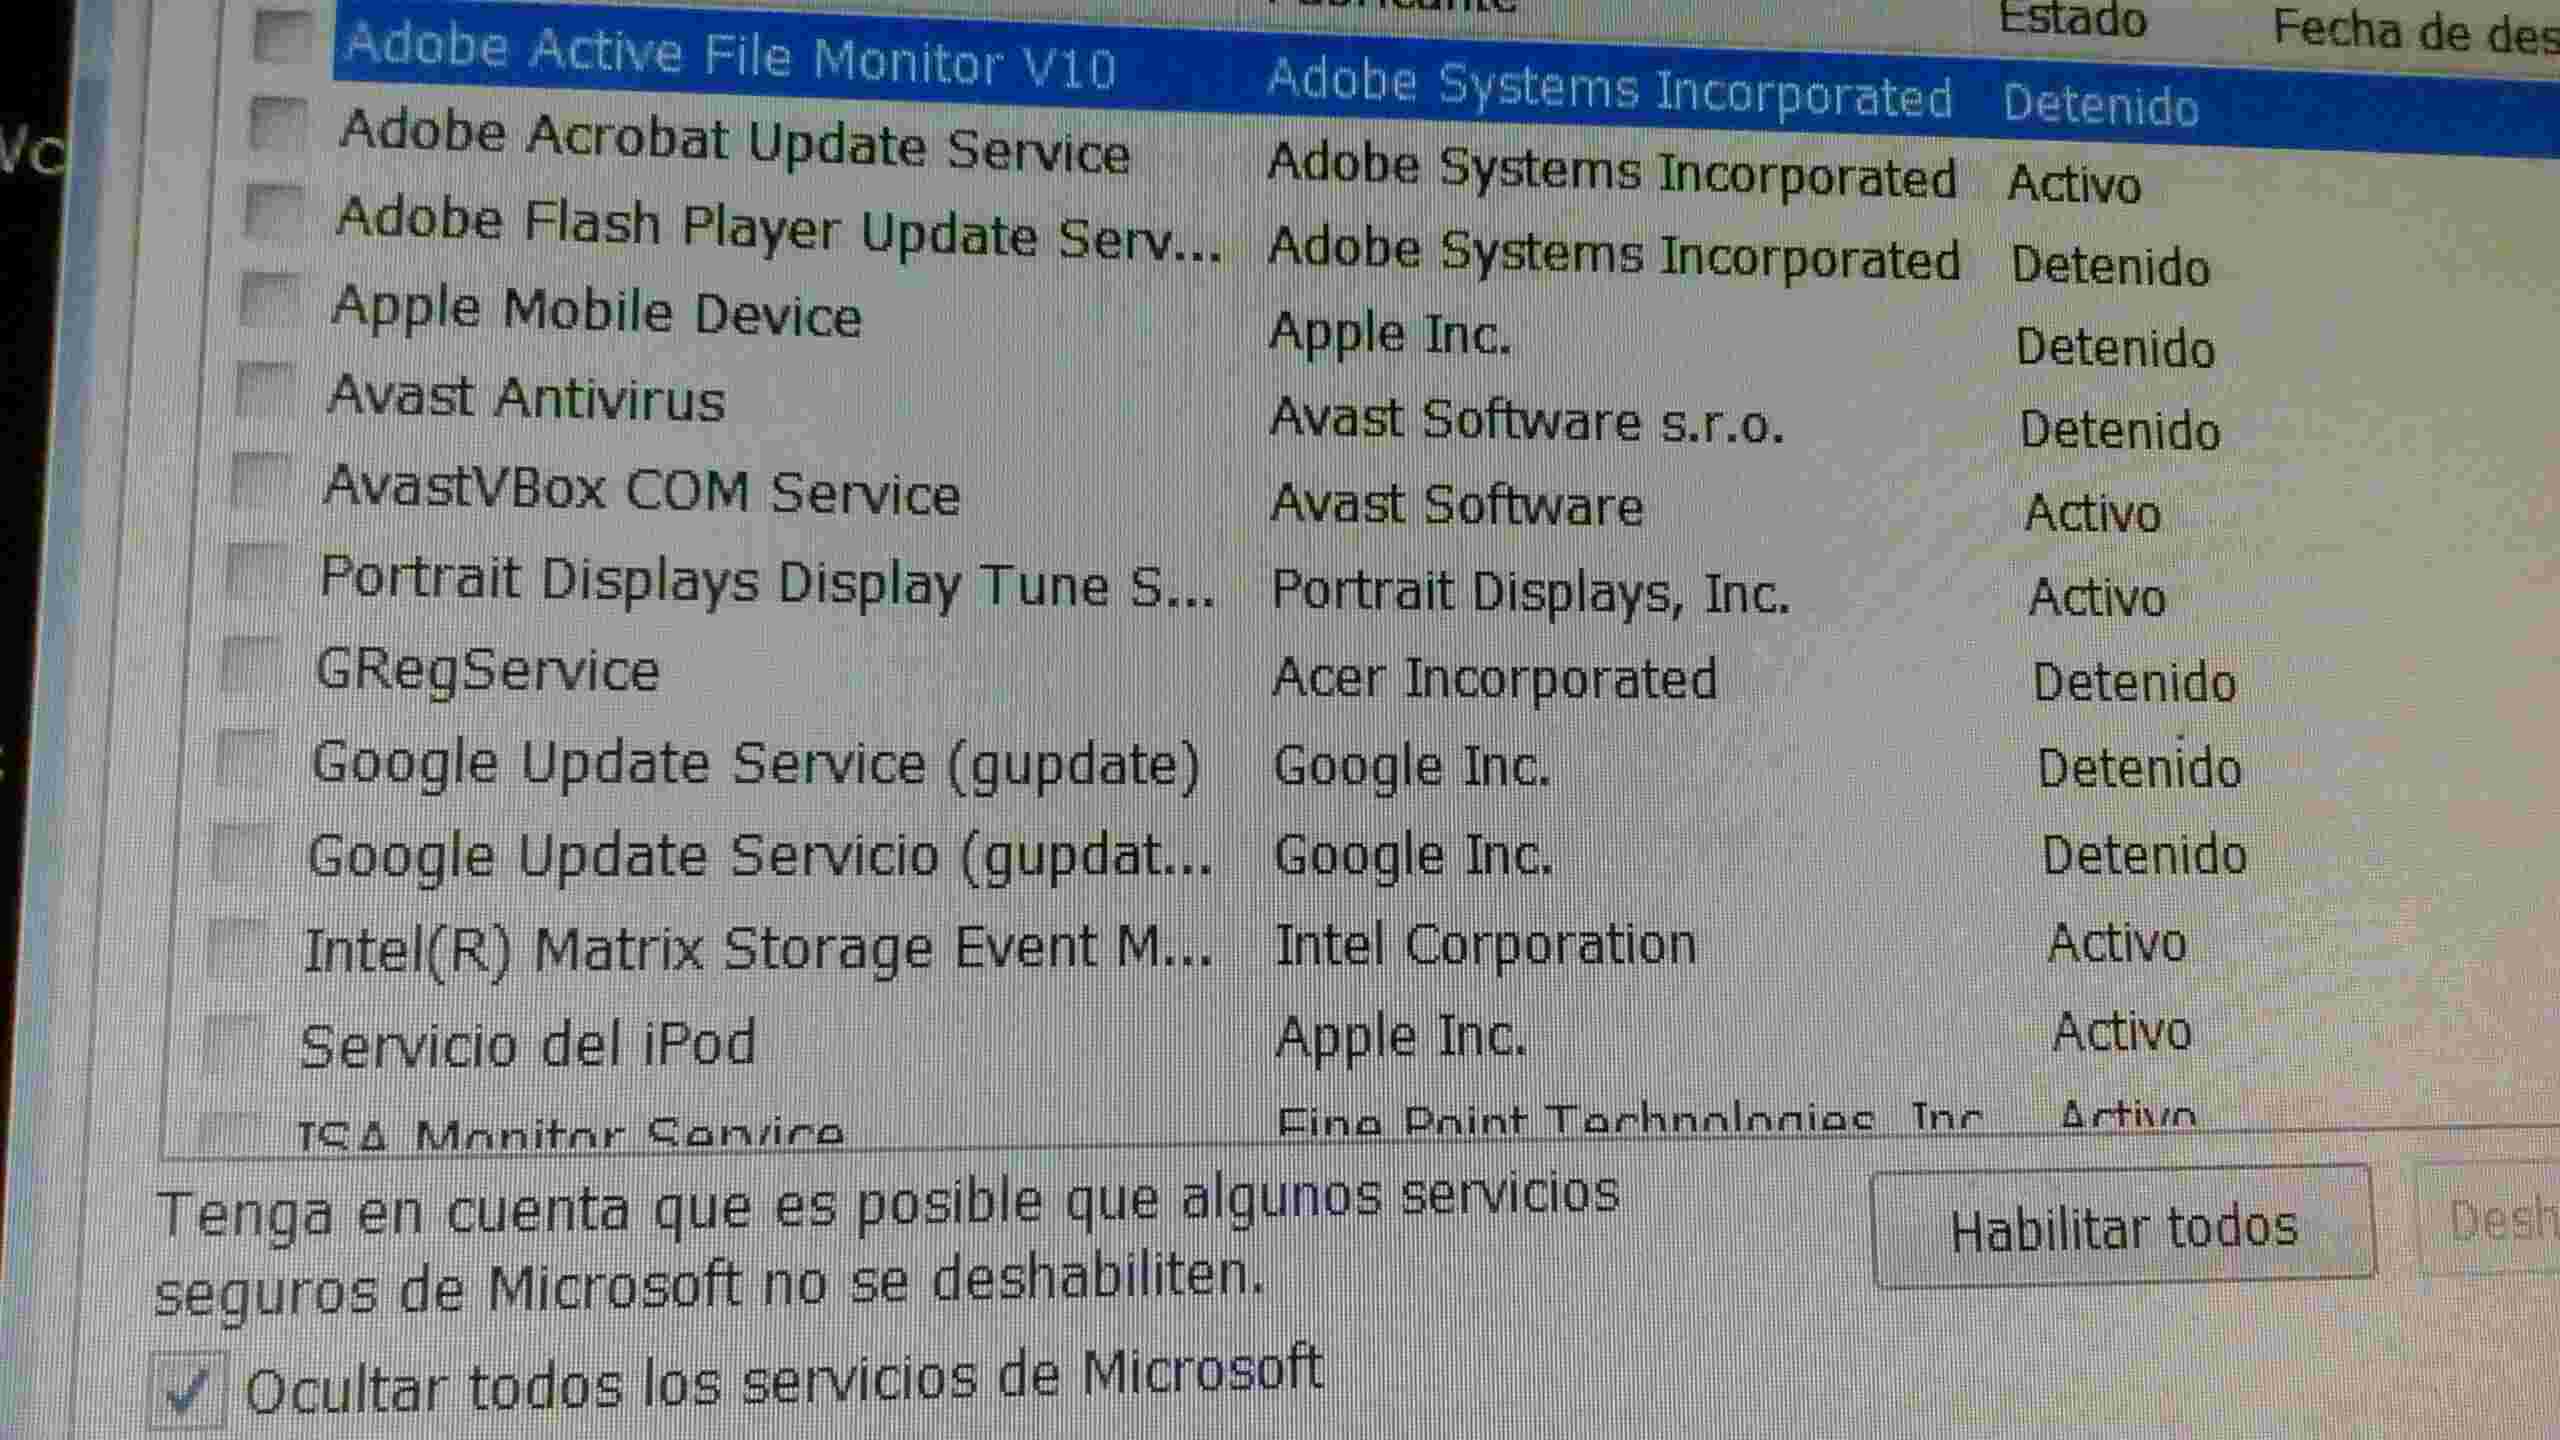 Estado Fecha de des
Adobe Active File Monitor V10 Adobe Systems Incorporated Detenido
Adobe Acrobat Update Service Adobe Systems Incorporated Activo
Adobe Flash Player Update Serv... Adobe Systems Incorporated Detenido
Apple Mobile Device Apple Inc. Detenido
Avast Antivirus Avast Software s.r.o. Detenido
AvastVBox COM Service Avast Software Activo
Portrait Displays Display Tune S... Portrait Displays, Inc. Activo
GRegService Acer Incorporated Detenido
Google Update Service (gupdate) Google Inc. Detenido
Google Update Servicio (gupdat... Google Inc. Detenido
Intel(R) Matrix Storage Event M... Intel Corporation Activo
Servicio del iPod Apple Inc. Activo
Monitor Service Point Technologies Inc Activo
Tenga en cuenta que es posible que algunos servicios
seguros de Microsoft no se deshabiliten.
Habilitar todos Desh
Ocultar todos los servicios de Microsoft